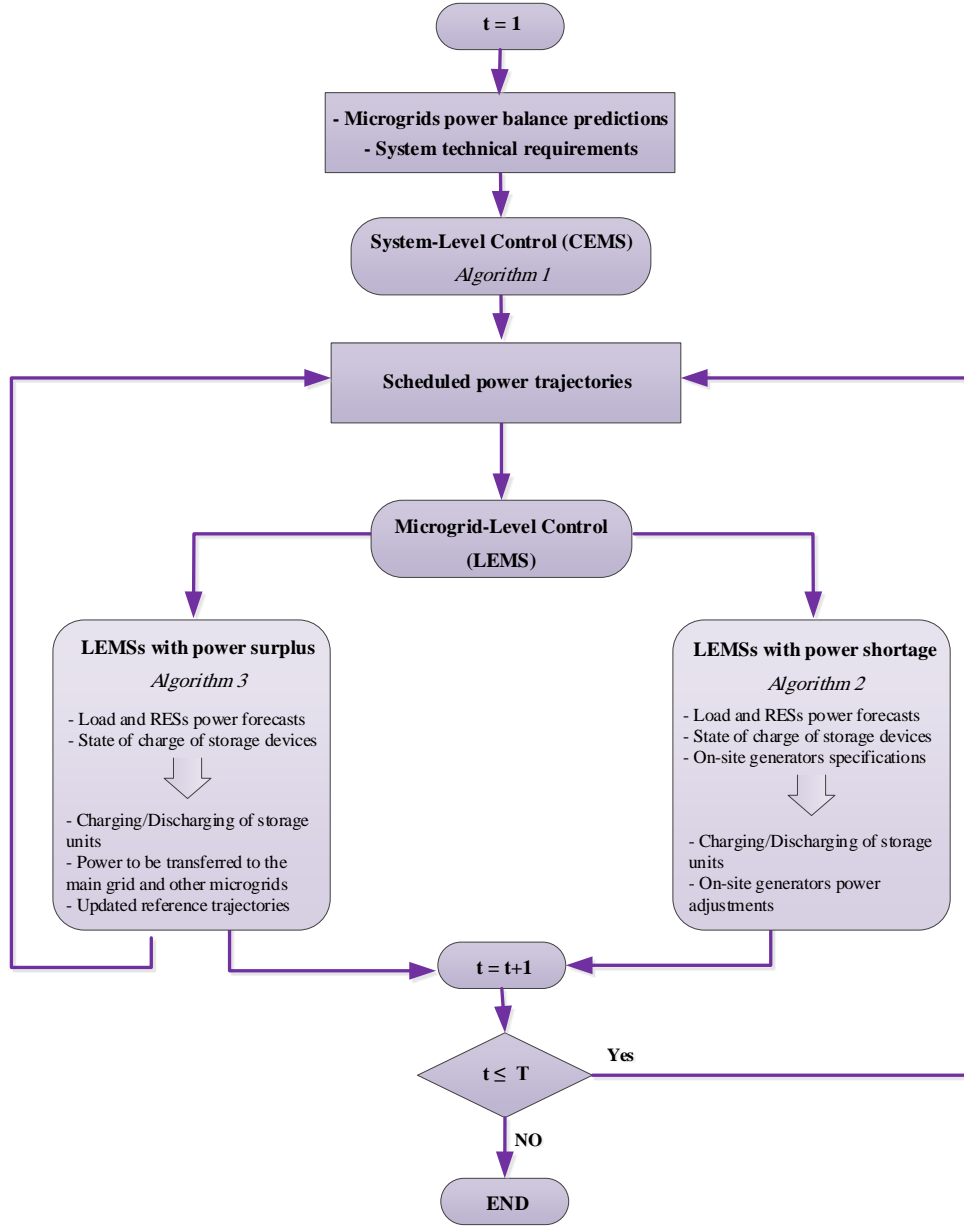 t = 1
- Microgrids power balance predictions
- System technical requirements
System-Level Control (CEMS)
Algorithm 1
Scheduled power trajectories
Microgrid-Level Control
(LEMS)
LEMSs with power surplus
Algorithm 3
- Load and RESs power forecasts
- State of charge of storage devices
- Charging/Discharging of storage
units
- Power to be transferred to the
main grid and other microgrids
- Updated reference trajectories
LEMSs with power shortage
Algorithm 2
- Load and RESs power forecasts
- State of charge of storage devices
- On-site generators specifications
- Charging/Discharging of storage
units
- On-site generators power
adjustments
t = t+1
t ≤ T
Yes
NO
END